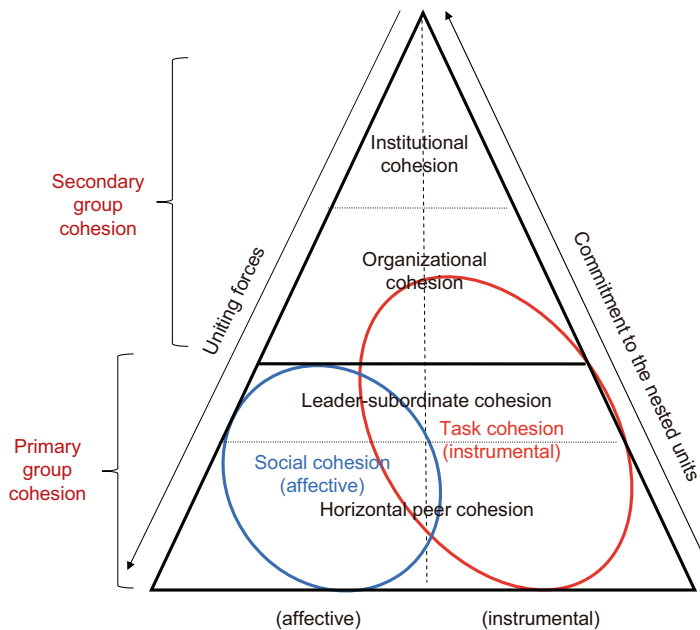 Institutional
cohesion
Secondary
group
cohesion
Organizational
cohesion
Uniting forces
Commitment to the nested units
Leader-subordinate cohesion
Task cohesion
(instrumental)
Primary
group
cohesion
Social cohesion
(affective)
Horizontal peer cohesion
(affective)
(instrumental)